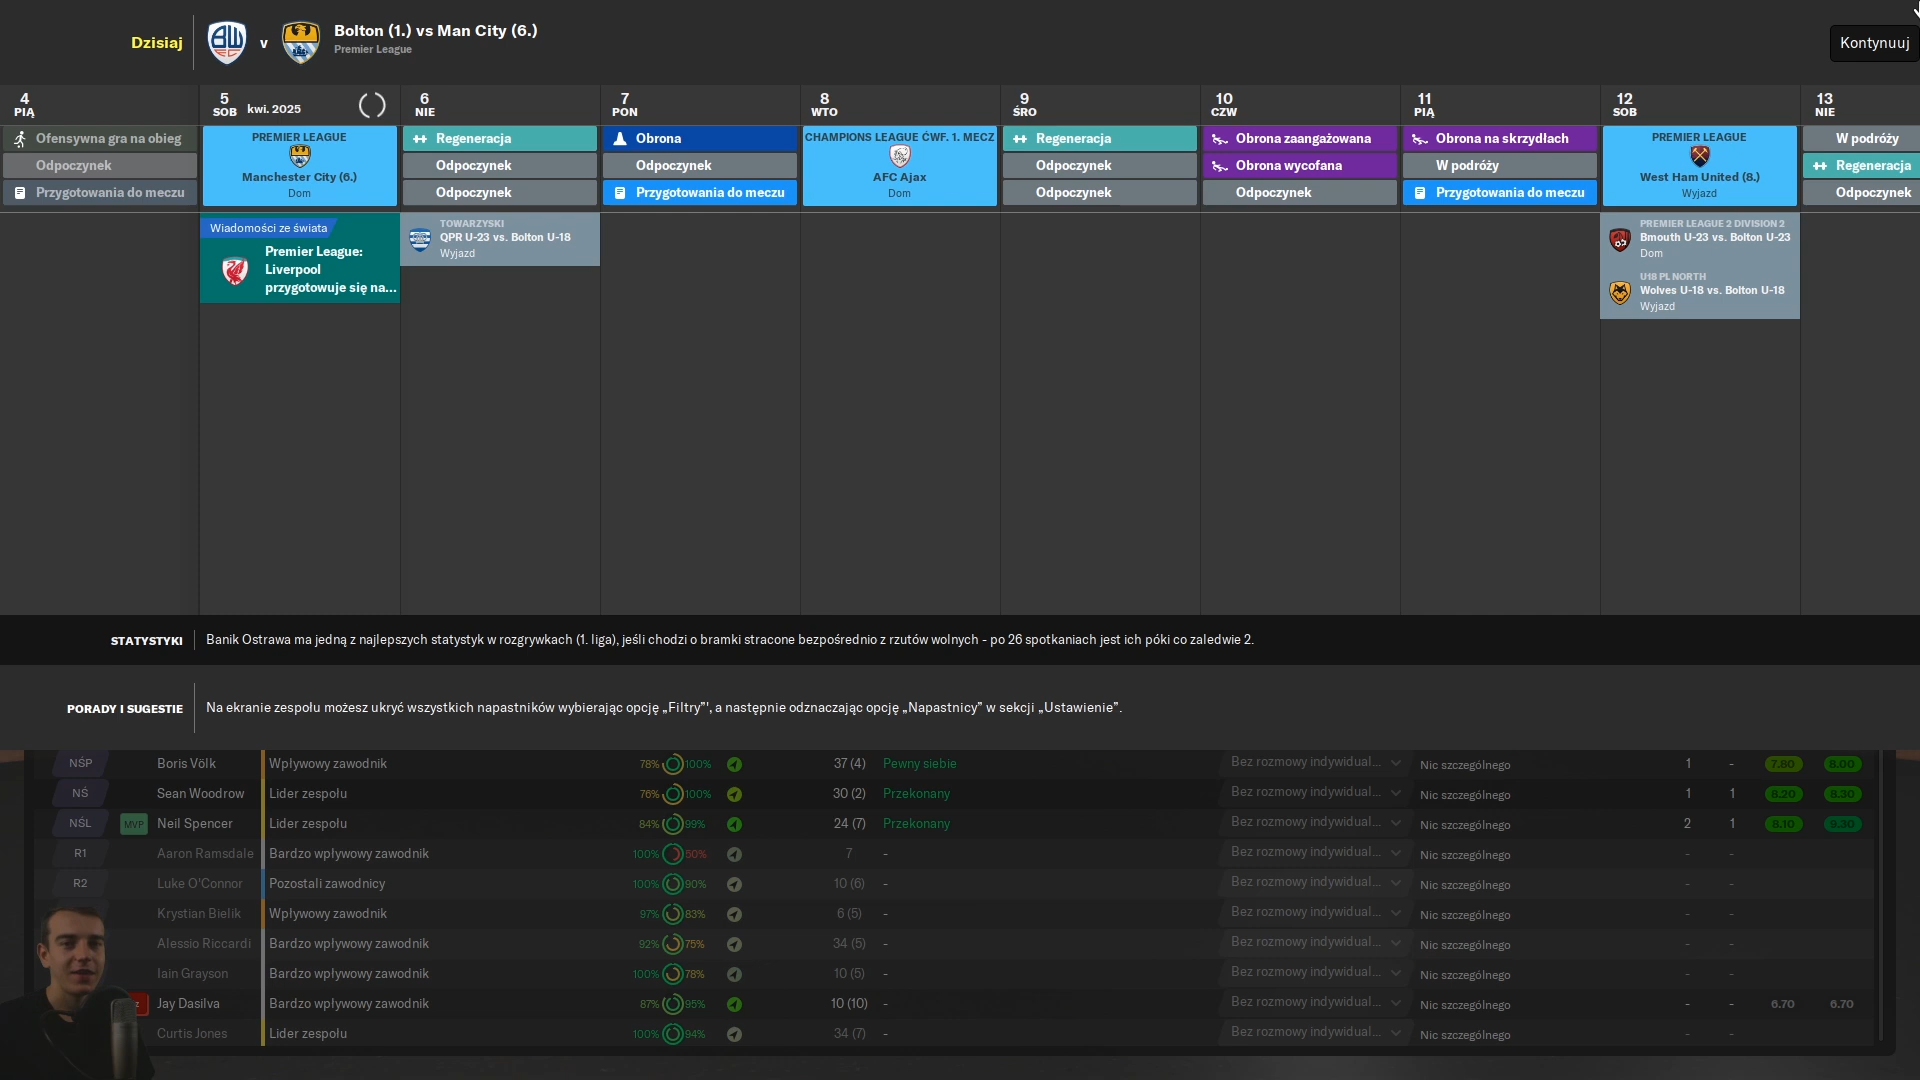 Dzisiaj
v
Bolton (1.) vs Man City (6.)
Premier League
Kontynuuj
4
PIĄ
5
SOB kwi. 2025
6
NIE
7
PON
8
WTO
9
ŚRO
10
CZW
11
PIĄ
12
SOB
13
NIE
Ofensywna gra na obieg
Odpoczynek
Przygotowania do meczu
PREMIER LEAGUE
Manchester City (6.)
Dom
Regeneracja
Odpoczynek
Odpoczynek
Obrona
Odpoczynek
Przygotowania do meczu
CHAMPIONS LEAGUE ĆWF. 1. MECZ
AFC Ajax
Dom
Regeneracja
Odpoczynek
Odpoczynek
Obrona zaangażowana
Obrona wycofana
Odpoczynek
Obrona na skrzydłach
W podróży
Przygotowania do meczu
PREMIER LEAGUE
West Ham United (8.)
Wyjazd
W podróży
Regeneracja
Odpoczynek
Wiadomości ze świata
Premier League:
Liverpool
przygotowuje się na...
TOWARZYSKI
QPR U-23 vs. Bolton U-18
Wyjazd
PREMIER LEAGUE 2 DIVISION 2
Bmouth U-23 vs. Bolton U-23
Dom
U18 PL NORTH
Wolves U-18 vs. Bolton U-18
Wyjazd
STATYSTYKI Banik Ostrawa ma jedną z najlepszych statystyk w rozgrywkach (1. liga), jeśli chodzi o bramki stracone bezpośrednio z rzutów wolnych - po 26 spotkaniach jest ich póki co zaledwie 2.
PORADY I SUGESTIE Na ekranie zespołu możesz ukryć wszystkich napastników wybierając opcję „Filtry”', a następnie odznaczając opcję „Napastnicy” w sekcji „Ustawienie”.
NŚP Boris Völk Wpływowy zawodnik 78% 100% 37 (4) Pewny siebie Bez rozmowy indywidual... Nic szczególnego 1 - 7.80 8.00
NŚ Sean Woodrow Lider zespołu 76% 100% 30 (2) Przekonany Bez rozmowy indywidual... Nic szczególnego 1 1 8.20 8.30
NŚL MVP Neil Spencer Lider zespołu 84% 99% 24 (7) Przekonany Bez rozmowy indywidual... Nic szczególnego 2 1 8.10 9.30
R1 Aaron Ramsdale Bardzo wpływowy zawodnik 100% 50% 7 - Bez rozmowy indywidual... Nic szczególnego - -
R2 Luke O'Connor Pozostali zawodnicy 100% 90% 10 (6) - Bez rozmowy indywidual... Nic szczególnego - -
Krystian Bielik Wpływowy zawodnik 97% 83% 6 (5) - Bez rozmowy indywidual... Nic szczególnego - -
Alessio Riccardi Bardzo wpływowy zawodnik 92% 75% 34 (5) - Bez rozmowy indywidual... Nic szczególnego - -
Iain Grayson Bardzo wpływowy zawodnik 100% 78% 10 (5) - Bez rozmowy indywidual... Nic szczególnego - -
Jay Dasilva Bardzo wpływowy zawodnik 87% 95% 10 (10) - Bez rozmowy indywidual... Nic szczególnego - - 6.70 6.70
Curtis Jones Lider zespołu 100% 94% 34 (7) - Bez rozmowy indywidual... Nic szczególnego - -